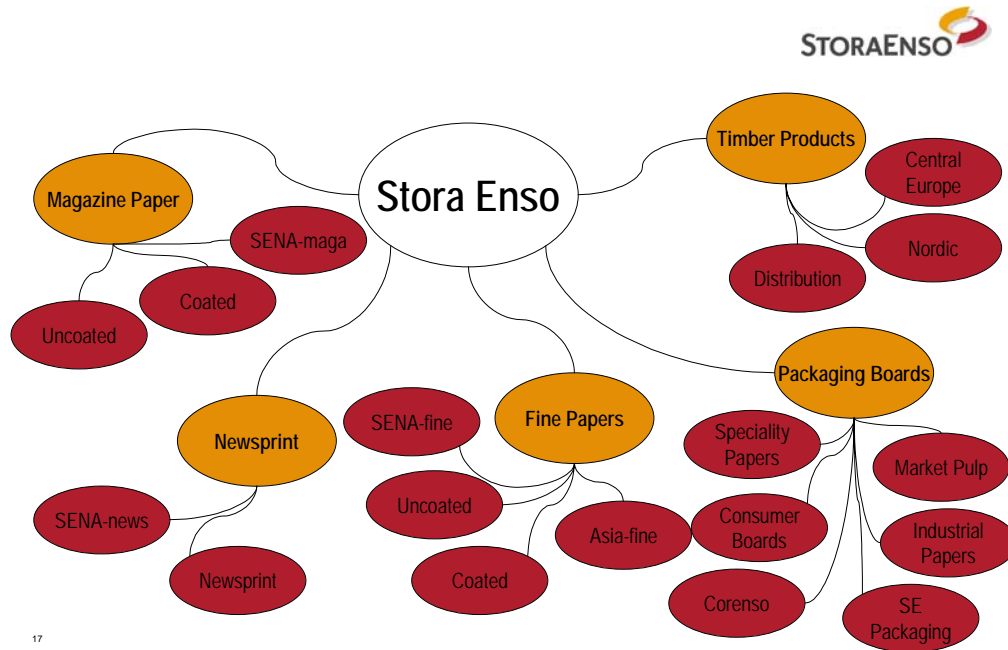 STORAENSO
Stora Enso
Timber Products
Central
Europe
Nordic
Distribution
Magazine Paper
SENA-maga
Coated
Uncoated
Newsprint
SENA-news
Newsprint
Fine Papers
SENA-fine
Uncoated
Coated
Asia-fine
Packaging Boards
Speciality
Papers
Market Pulp
Consumer
Boards
Industrial
Papers
Corenso
SE
Packaging
17